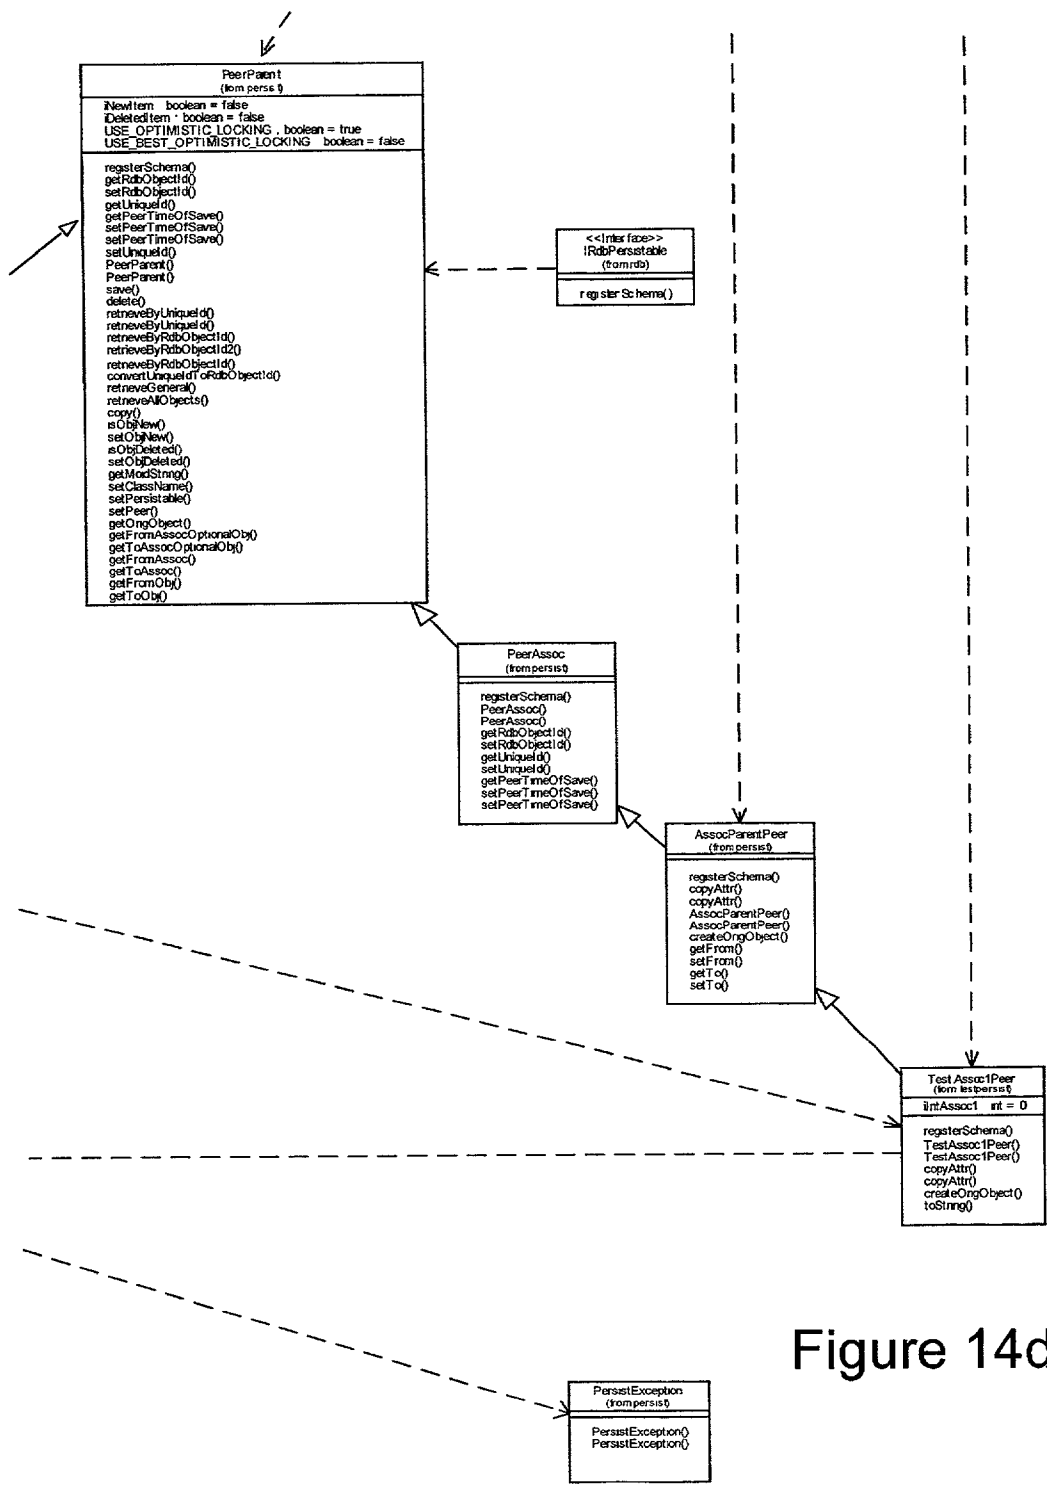 PeerParent
(from persist)
iNewItem boolean = false
iDeletedItem · boolean = false
USE_OPTIMISTIC_LOCKING , boolean = true
USE_BEST_OPTIMISTIC_LOCKING boolean = false
registerSchema()
getRdbObjectId()
setRdbObjectId()
getUniqueId()
getPeerTimeOfSave()
setPeerTimeOfSave()
setPeerTimeOfSave()
setUniqueId()
PeerParent()
PeerParent()
save()
delete()
retrieveByUniqueId()
retrieveByUniqueId()
retrieveByRdbObjectId()
retrieveByRdbObjectId2()
retrieveByRdbObjectId()
convertUniqueIdToRdbObjectId()
retrieveGeneral()
retrieveAllObjects()
copy()
isObjNew()
setObjNew()
isObjDeleted()
setObjDeleted()
getMoidString()
setClassName()
setPersistable()
setPeer()
getOrigObject()
getFromAssocOptionalObj()
getToAssocOptionalObj()
getFromAssoc()
getToAssoc()
getFromObj()
getToObj()
<<Interface>>
IRdbPersistable
(from rdb)
registerSchema()
PeerAssoc
(from persist)
registerSchema()
PeerAssoc()
PeerAssoc()
getRdbObjectId()
setRdbObjectId()
getUniqueId()
setUniqueId()
getPeerTimeOfSave()
setPeerTimeOfSave()
setPeerTimeOfSave()
AssocParentPeer
(from persist)
registerSchema()
copyAttr()
copyAttr()
AssocParentPeer()
AssocParentPeer()
createOrigObject()
getFrom()
setFrom()
getTo()
setTo()
TestAssoc1Peer
(from testpersist)
iIntAssoc1 int = 0
registerSchema()
TestAssoc1Peer()
TestAssoc1Peer()
copyAttr()
copyAttr()
createOrigObject()
toString()
Figure 14d
PersistException
(from persist)
PersistException()
PersistException()